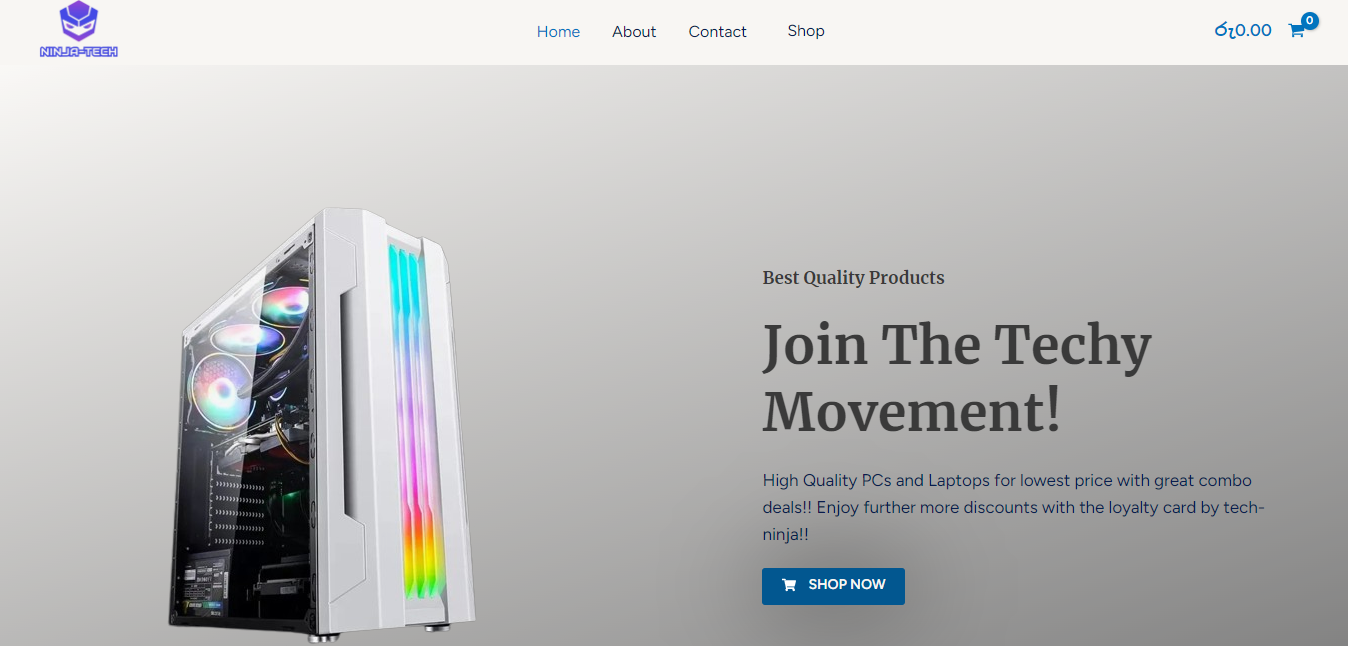 NINJA-TECH
Home
About
Contact
Shop
රු0.00
0
Best Quality Products
Join The Techy
Movement!
High Quality PCs and Laptops for lowest price with great combo
deals!! Enjoy further more discounts with the loyalty card by tech-
ninja!!
SHOP NOW